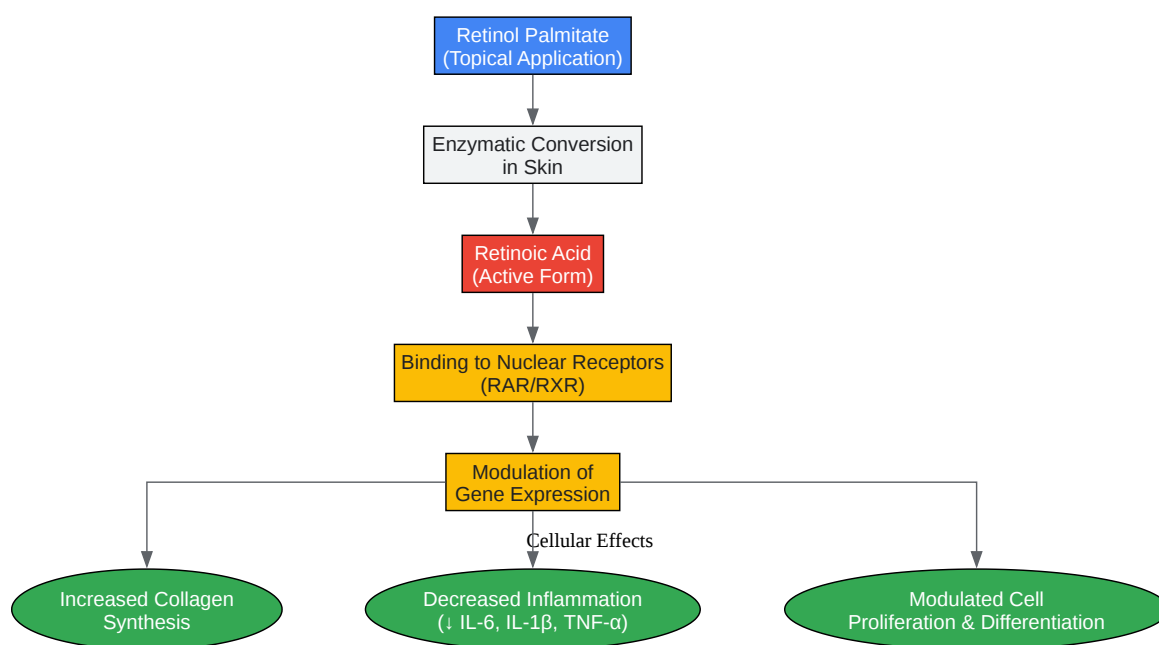 Retinol Palmitate
(Topical Application)
Enzymatic Conversion
in Skin
Retinoic Acid
(Active Form)
Binding to Nuclear Receptors
(RAR/RXR)
Modulation of
Gene Expression
Cellular Effects
Increased Collagen
Synthesis
Decreased Inflammation
(↓ IL-6, IL-1β, TNF-α)
Modulated Cell
Proliferation & Differentiation